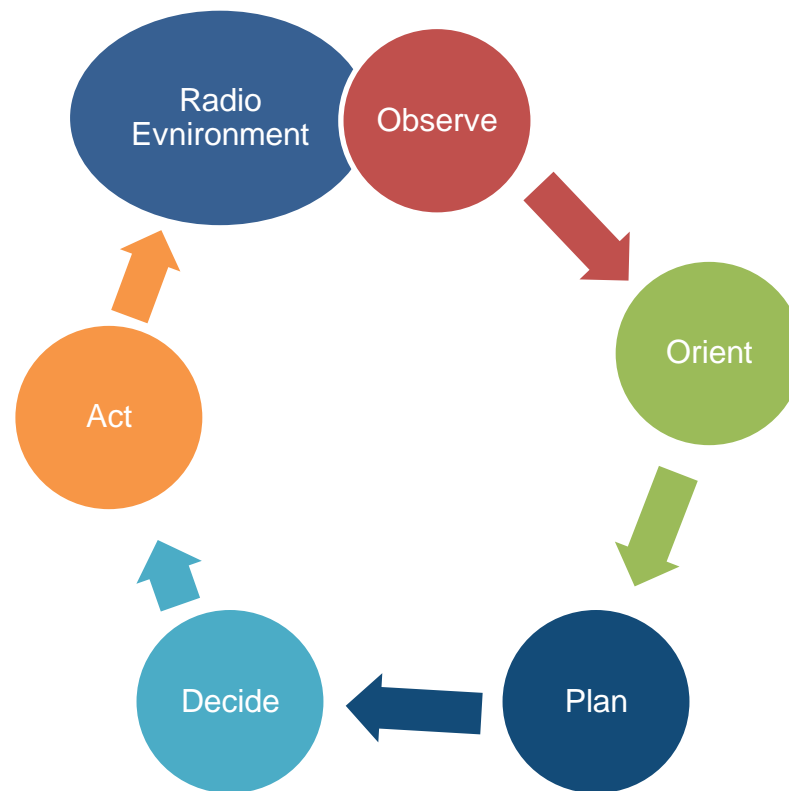 Radio
Evnironment
Observe
Orient
Plan
Decide
Act